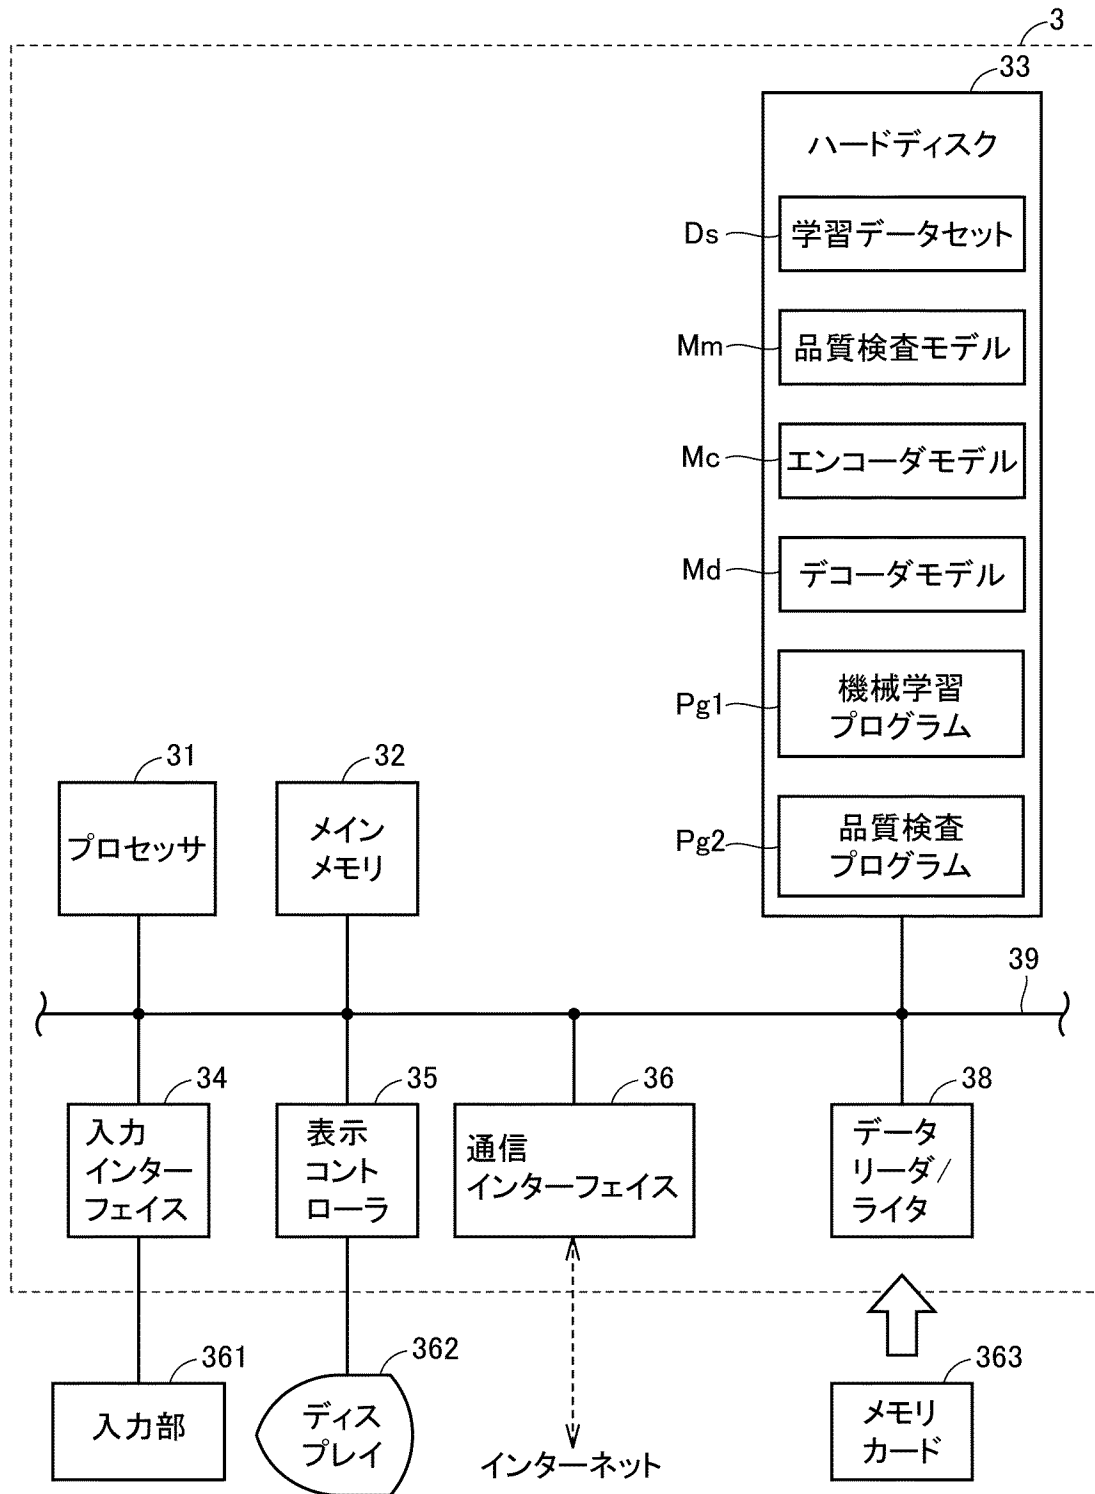 3
33
ハードディスク
Ds
学習データセット
Mm
品質検査モデル
Mc
エンコーダモデル
Md
デコーダモデル
Pg1
機械学習
プログラム
Pg2
品質検査
プログラム
31
プロセッサ
32
メイン
メモリ
39
34
入力
インター
フェイス
35
表示
コント
ローラ
36
通信
インターフェイス
38
データ
リーダ/
ライタ
361
入力部
362
ディス
プレイ
インターネット
363
メモリ
カード